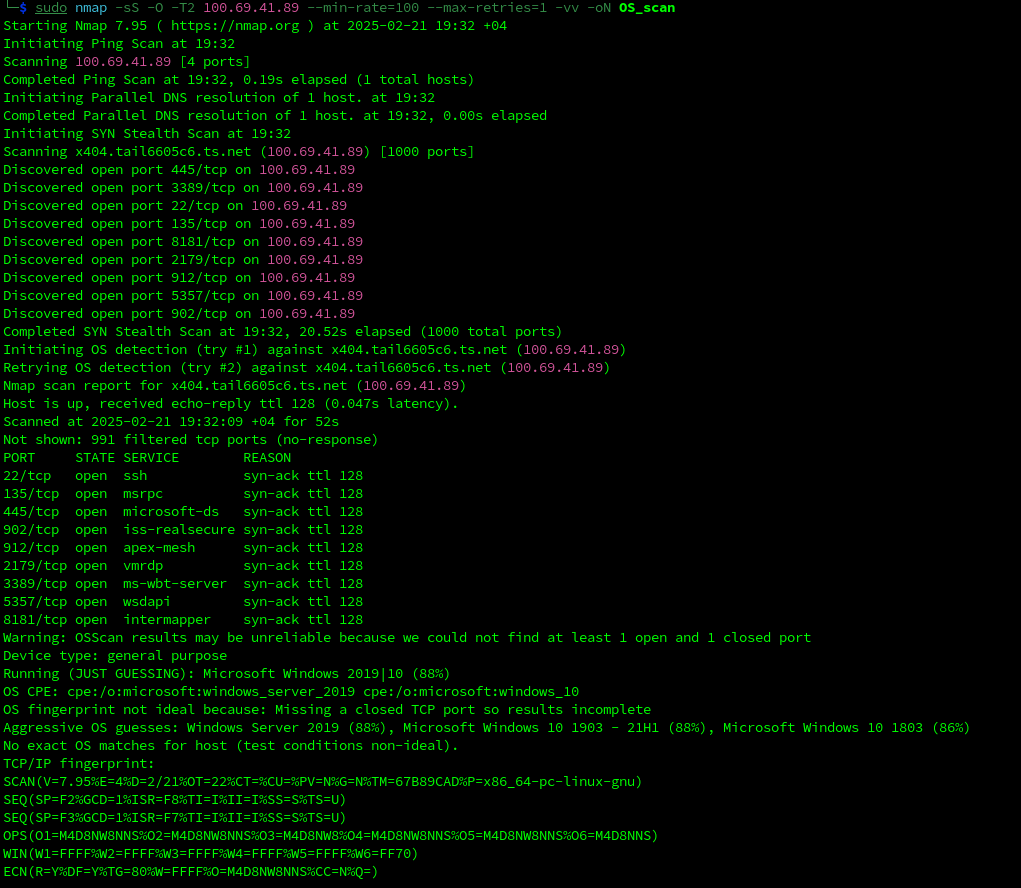 └─$ sudo nmap -sS -O -T2 100.69.41.89 --min-rate=100 --max-retries=1 -vv -oN OS_scan
Starting Nmap 7.95 ( https://nmap.org ) at 2025-02-21 19:32 +04
Initiating Ping Scan at 19:32
Scanning 100.69.41.89 [4 ports]
Completed Ping Scan at 19:32, 0.19s elapsed (1 total hosts)
Initiating Parallel DNS resolution of 1 host. at 19:32
Completed Parallel DNS resolution of 1 host. at 19:32, 0.00s elapsed
Initiating SYN Stealth Scan at 19:32
Scanning x404.tail6605c6.ts.net (100.69.41.89) [1000 ports]
Discovered open port 445/tcp on 100.69.41.89
Discovered open port 3389/tcp on 100.69.41.89
Discovered open port 22/tcp on 100.69.41.89
Discovered open port 135/tcp on 100.69.41.89
Discovered open port 8181/tcp on 100.69.41.89
Discovered open port 2179/tcp on 100.69.41.89
Discovered open port 912/tcp on 100.69.41.89
Discovered open port 5357/tcp on 100.69.41.89
Discovered open port 902/tcp on 100.69.41.89
Completed SYN Stealth Scan at 19:32, 20.52s elapsed (1000 total ports)
Initiating OS detection (try #1) against x404.tail6605c6.ts.net (100.69.41.89)
Retrying OS detection (try #2) against x404.tail6605c6.ts.net (100.69.41.89)
Nmap scan report for x404.tail6605c6.ts.net (100.69.41.89)
Host is up, received echo-reply ttl 128 (0.047s latency).
Scanned at 2025-02-21 19:32:09 +04 for 52s
Not shown: 991 filtered tcp ports (no-response)
PORT     STATE SERVICE       REASON
22/tcp   open  ssh           syn-ack ttl 128
135/tcp  open  msrpc         syn-ack ttl 128
445/tcp  open  microsoft-ds  syn-ack ttl 128
902/tcp  open  iss-realsecure syn-ack ttl 128
912/tcp  open  apex-mesh     syn-ack ttl 128
2179/tcp open  vmrdp         syn-ack ttl 128
3389/tcp open  ms-wbt-server syn-ack ttl 128
5357/tcp open  wsdapi        syn-ack ttl 128
8181/tcp open  intermapper   syn-ack ttl 128
Warning: OSScan results may be unreliable because we could not find at least 1 open and 1 closed port
Device type: general purpose
Running (JUST GUESSING): Microsoft Windows 2019|10 (88%)
OS CPE: cpe:/o:microsoft:windows_server_2019 cpe:/o:microsoft:windows_10
OS fingerprint not ideal because: Missing a closed TCP port so results incomplete
Aggressive OS guesses: Windows Server 2019 (88%), Microsoft Windows 10 1903 - 21H1 (88%), Microsoft Windows 10 1803 (86%)
No exact OS matches for host (test conditions non-ideal).
TCP/IP fingerprint:
SCAN(V=7.95%E=4%D=2/21%OT=22%CT=%CU=%PV=N%G=N%TM=67B89CAD%P=x86_64-pc-linux-gnu)
SEQ(SP=F2%GCD=1%ISR=F8%TI=I%II=I%SS=S%TS=U)
SEQ(SP=F3%GCD=1%ISR=F7%TI=I%II=I%SS=S%TS=U)
OPS(O1=M4D8NW8NNS%O2=M4D8NW8NNS%O3=M4D8NW8%O4=M4D8NW8NNS%O5=M4D8NW8NNS%O6=M4D8NNS)
WIN(W1=FFFF%W2=FFFF%W3=FFFF%W4=FFFF%W5=FFFF%W6=FF70)
ECN(R=Y%DF=Y%TG=80%W=FFFF%O=M4D8NW8NNS%CC=N%Q=)